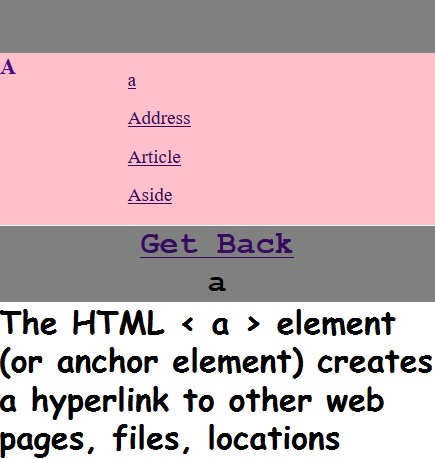 A
a
Address
Article
Aside
Get Back
a
The HTML < a > element
(or anchor element) creates
a hyperlink to other web
pages, files, locations